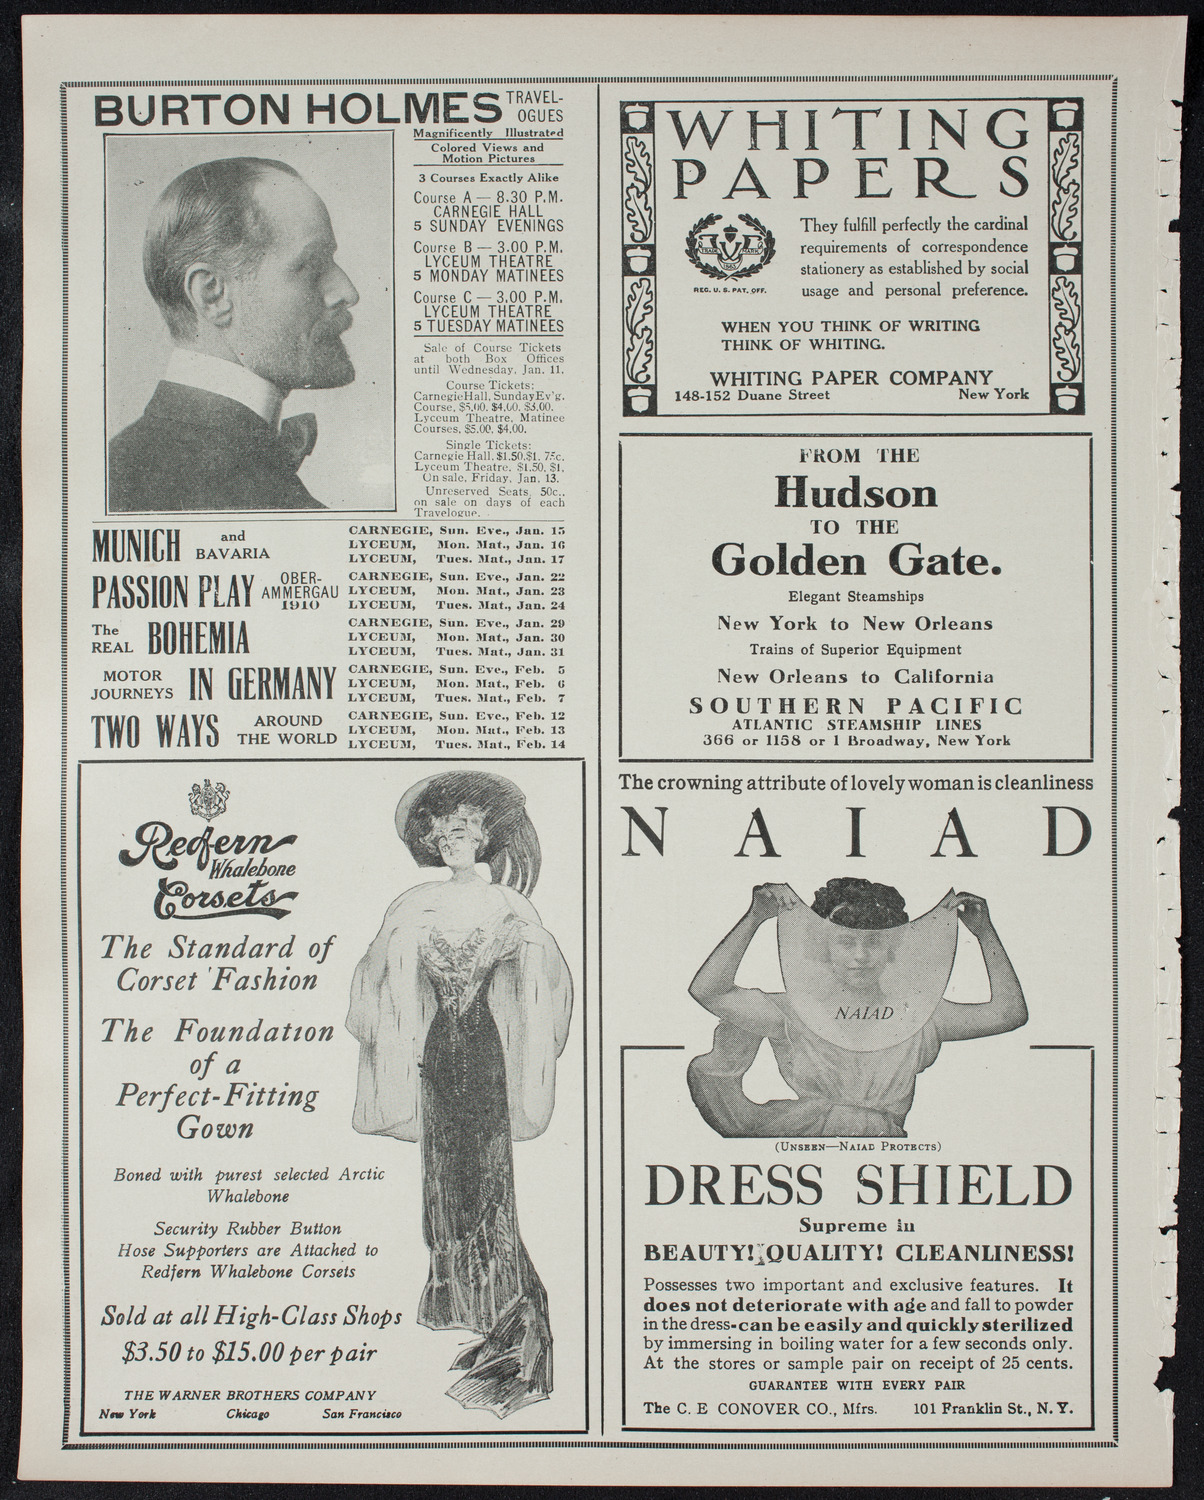 BURTON HOLMES TRAVEL-
OGUES
Magnificently Illustrated
Colored Views and
Motion Pictures
3 Courses Exactly Alike
Course A — 8.30 P.M.
CARNEGIE HALL
5 SUNDAY EVENINGS
Course B — 3.00 P.M.
LYCEUM THEATRE
5 MONDAY MATINEES
Course C — 3.00 P.M.
LYCEUM THEATRE
5 TUESDAY MATINEES
Sale of Course Tickets
at both Box Offices
until Wednesday, Jan. 11.
Course Tickets:
Carnegie Hall, Sunday Ev'g.
Course, $5.00, $4.00, $3.00.
Lyceum Theatre, Matinee
Courses, $5.00, $4.00.
Single Tickets:
Carnegie Hall, $1.50, $1, 75c.
Lyceum Theatre, $1.50, $1.
On sale, Friday, Jan. 13.
Unreserved Seats, 50c.,
on sale on days of each
Travelogue.
MUNICH and BAVARIA
CARNEGIE, Sun. Eve., Jan. 15
LYCEUM, Mon. Mat., Jan. 16
LYCEUM, Tues. Mat., Jan. 17
PASSION PLAY OBER-
AMMERGAU
1910
CARNEGIE, Sun. Eve., Jan. 22
LYCEUM, Mon. Mat., Jan. 23
LYCEUM, Tues. Mat., Jan. 24
The REAL BOHEMIA
CARNEGIE, Sun. Eve., Jan. 29
LYCEUM, Mon. Mat., Jan. 30
LYCEUM, Tues. Mat., Jan. 31
MOTOR JOURNEYS IN GERMANY
CARNEGIE, Sun. Eve., Feb. 5
LYCEUM, Mon. Mat., Feb. 6
LYCEUM, Tues. Mat., Feb. 7
TWO WAYS AROUND THE WORLD
CARNEGIE, Sun. Eve., Feb. 12
LYCEUM, Mon. Mat., Feb. 13
LYCEUM, Tues. Mat., Feb. 14
Redfern
Whalebone
Corsets
The Standard of
Corset Fashion
The Foundation
of a
Perfect-Fitting
Gown
Boned with purest selected Arctic
Whalebone
Security Rubber Button
Hose Supporters are Attached to
Redfern Whalebone Corsets
Sold at all High-Class Shops
$3.50 to $15.00 per pair
THE WARNER BROTHERS COMPANY
New York Chicago San Francisco
WHITING
PAPERS
TRADE MARK
1865
REG. U. S. PAT. OFF.
They fulfill perfectly the cardinal
requirements of correspondence
stationery as established by social
usage and personal preference.
WHEN YOU THINK OF WRITING
THINK OF WHITING.
WHITING PAPER COMPANY
148-152 Duane Street New York
FROM THE
Hudson
TO THE
Golden Gate.
Elegant Steamships
New York to New Orleans
Trains of Superior Equipment
New Orleans to California
SOUTHERN PACIFIC
ATLANTIC STEAMSHIP LINES
366 or 1158 or 1 Broadway, New York
The crowning attribute of lovely woman is cleanliness
NAIAD
NAIAD
(UNSEEN—NAIAD PROTECTS)
DRESS SHIELD
Supreme in
BEAUTY! QUALITY! CLEANLINESS!
Possesses two important and exclusive features. It
does not deteriorate with age and fall to powder
in the dress-can be easily and quickly sterilized
by immersing in boiling water for a few seconds only.
At the stores or sample pair on receipt of 25 cents.
GUARANTEE WITH EVERY PAIR
The C. E CONOVER CO., Mfrs. 101 Franklin St., N. Y.